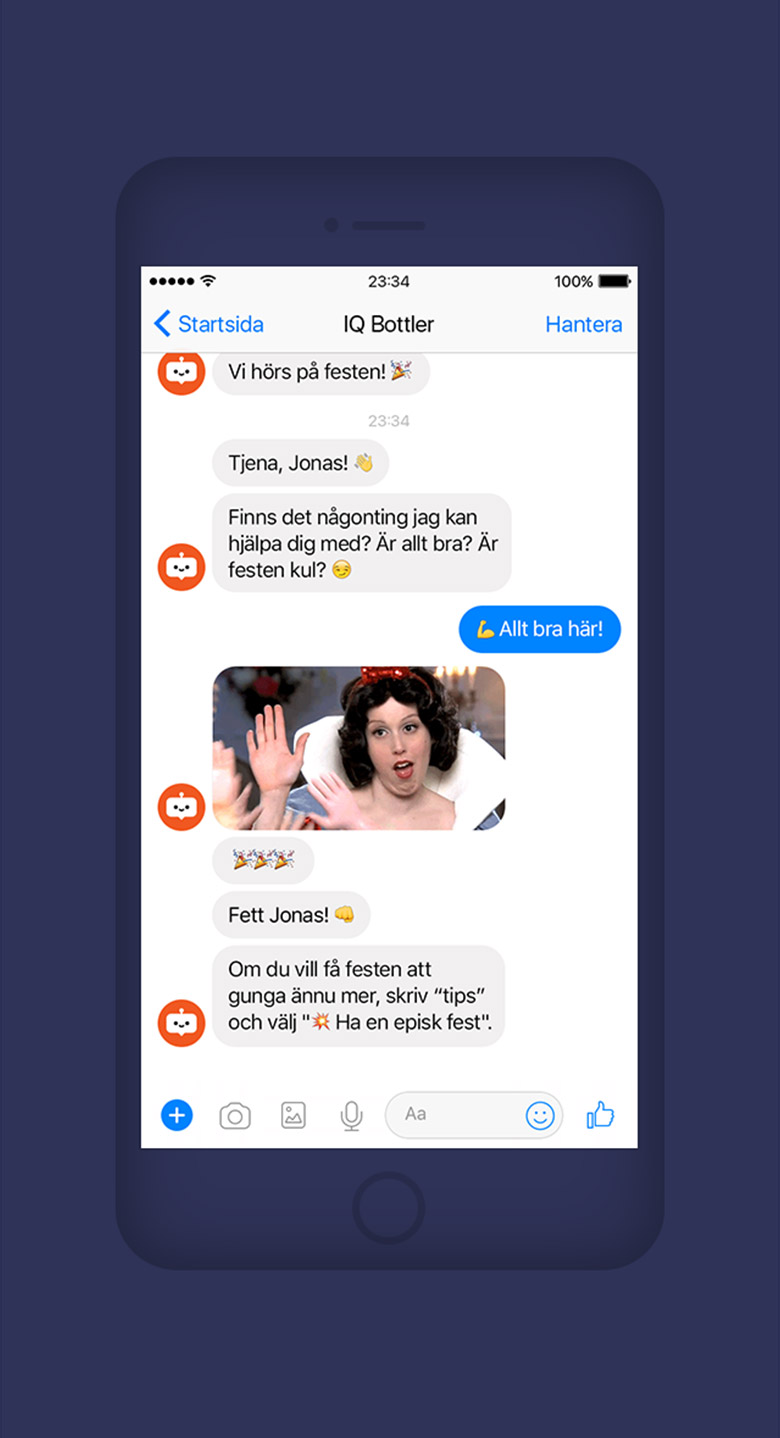 23:34
100%
Startsida
IQ Bottler
Hantera
Vi hörs på festen! 🎉
23:34
Tjena, Jonas! 👋
Finns det någonting jag kan
hjälpa dig med? Är allt bra? Är
festen kul? 😏
💪 Allt bra här!
🎉🎉🎉
Fett Jonas! 👊
Om du vill få festen att
gunga ännu mer, skriv “tips”
och välj "💥 Ha en episk fest".
Aa